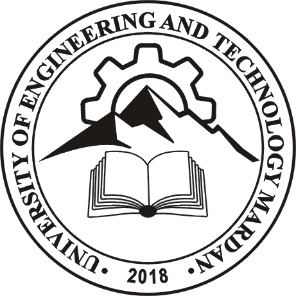 UNIVERSITY OF ENGINEERING AND TECHNOLOGY MARDAN
• 2018 •